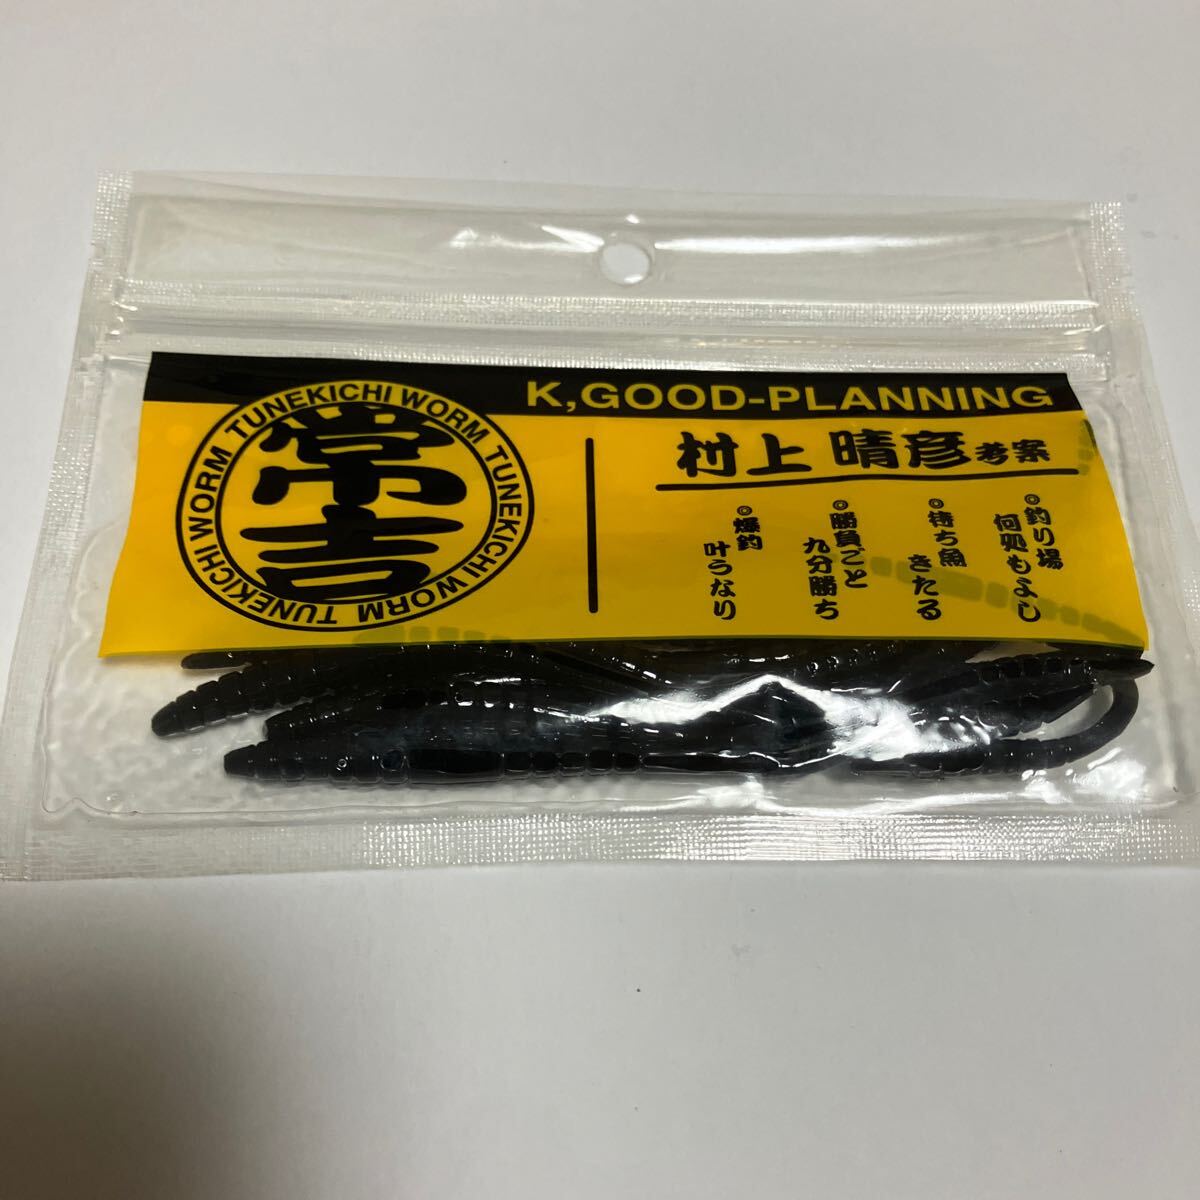 K,GOOD-PLANNING
TUNEKICHI WORM TUNEKICHI WORM TUNEKICHI WORM
常吉
村上 晴彦 考案
◎釣り場
何処もよし
◎待ち魚
きたる
◎勝負ごと
九分勝ち
◎爆釣
叶うなり